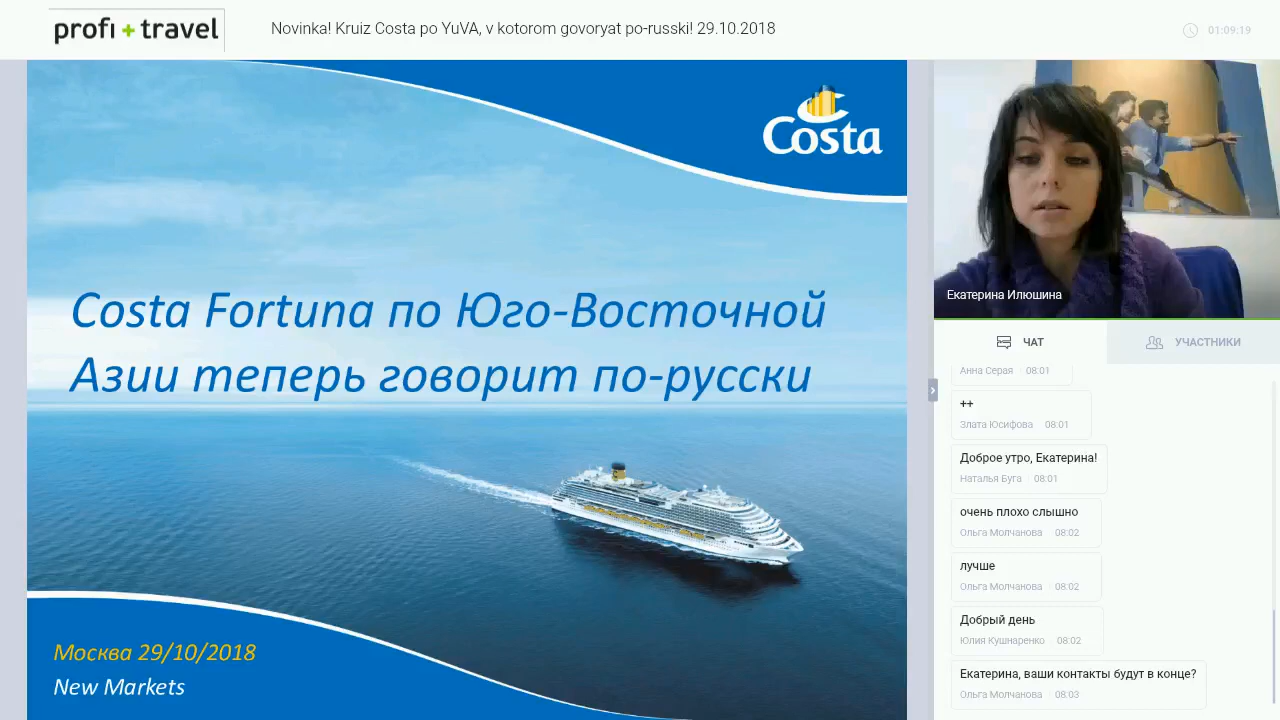 profi + travel
Novinka! Kruiz Costa po YuVA, v kotorom govoryat po-russki! 29.10.2018
01:09:19
Costa
Costa Fortuna по Юго-Восточной
Азии теперь говорит по-русски
Москва 29/10/2018
New Markets
Екатерина Илюшина
ЧАТ
УЧАСТНИКИ
Анна Серая 08:01
++
Злата Юсифова 08:01
Доброе утро, Екатерина!
Наталья Буга 08:01
очень плохо слышно
Ольга Молчанова 08:02
лучше
Ольга Молчанова 08:02
Добрый день
Юлия Кушнаренко 08:02
Екатерина, ваши контакты будут в конце?
Ольга Молчанова 08:03